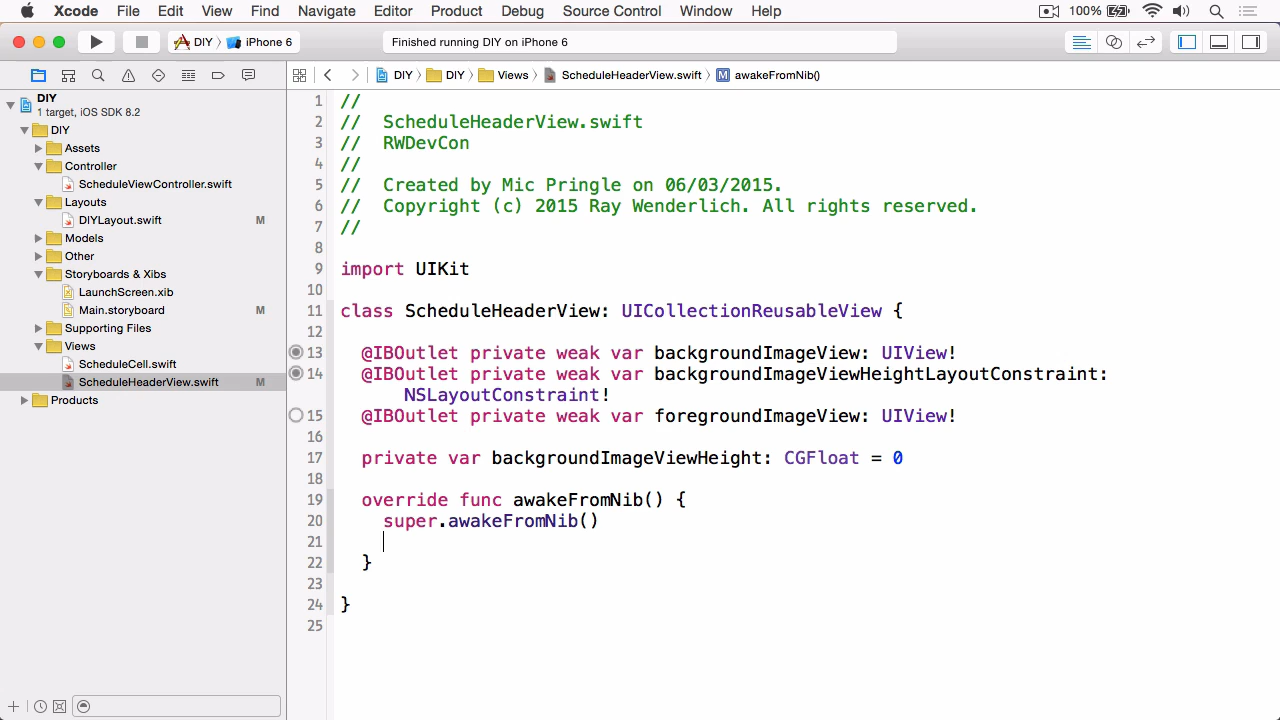 Xcode File Edit View Find Navigate Editor Product Debug Source Control Window Help 100%
DIY iPhone 6 Finished running DIY on iPhone 6
DIY DIY Views ScheduleHeaderView.swift M awakeFromNib()
DIY
1 target, iOS SDK 8.2
DIY
Assets
Controller
ScheduleViewController.swift
Layouts
DIYLayout.swift M
Models
Other
Storyboards & Xibs
LaunchScreen.xib
Main.storyboard M
Supporting Files
Views
ScheduleCell.swift
ScheduleHeaderView.swift M
Products
1 //
2 // ScheduleHeaderView.swift
3 // RWDevCon
4 //
5 // Created by Mic Pringle on 06/03/2015.
6 // Copyright (c) 2015 Ray Wenderlich. All rights reserved.
7 //
8
9 import UIKit
10
11 class ScheduleHeaderView: UICollectionReusableView {
12
13 @IBOutlet private weak var backgroundImageView: UIView!
14 @IBOutlet private weak var backgroundImageViewHeightLayoutConstraint:
NSLayoutConstraint!
15 @IBOutlet private weak var foregroundImageView: UIView!
16
17 private var backgroundImageViewHeight: CGFloat = 0
18
19 override func awakeFromNib() {
20 super.awakeFromNib()
21
22 }
23
24 }
25